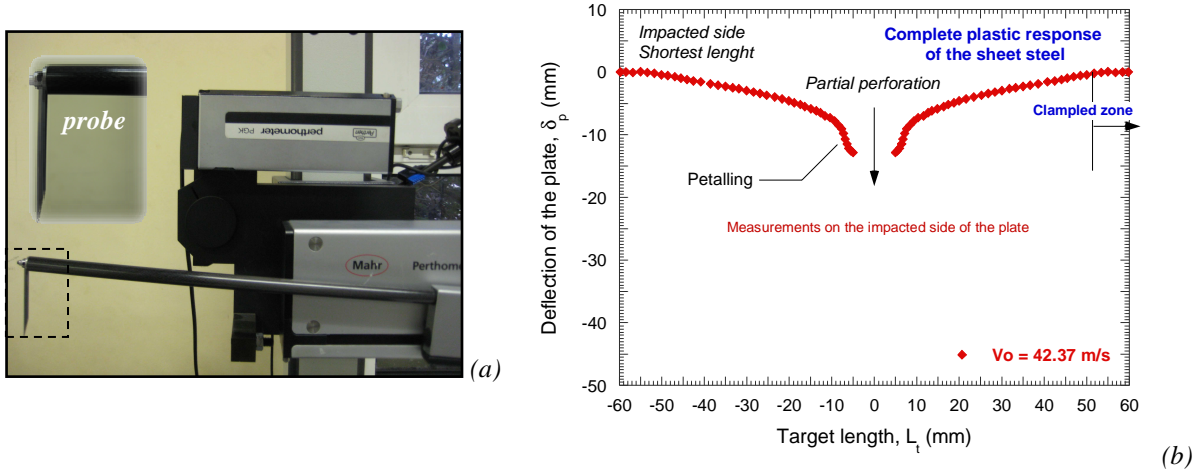 probe
perthometer PGK
Mahr Perthome
(a)
10
0
-10
-20
-30
-40
-50
Deflection of the plate, δp (mm)
Impacted side
Shortest lenght
Complete plastic response
of the sheet steel
Partial perforation
Clampled zone
Petalling
Measurements on the impacted side of the plate
Vo = 42.37 m/s
-60 -50 -40 -30 -20 -10 0 10 20 30 40 50 60
Target length, Lt (mm)
(b)